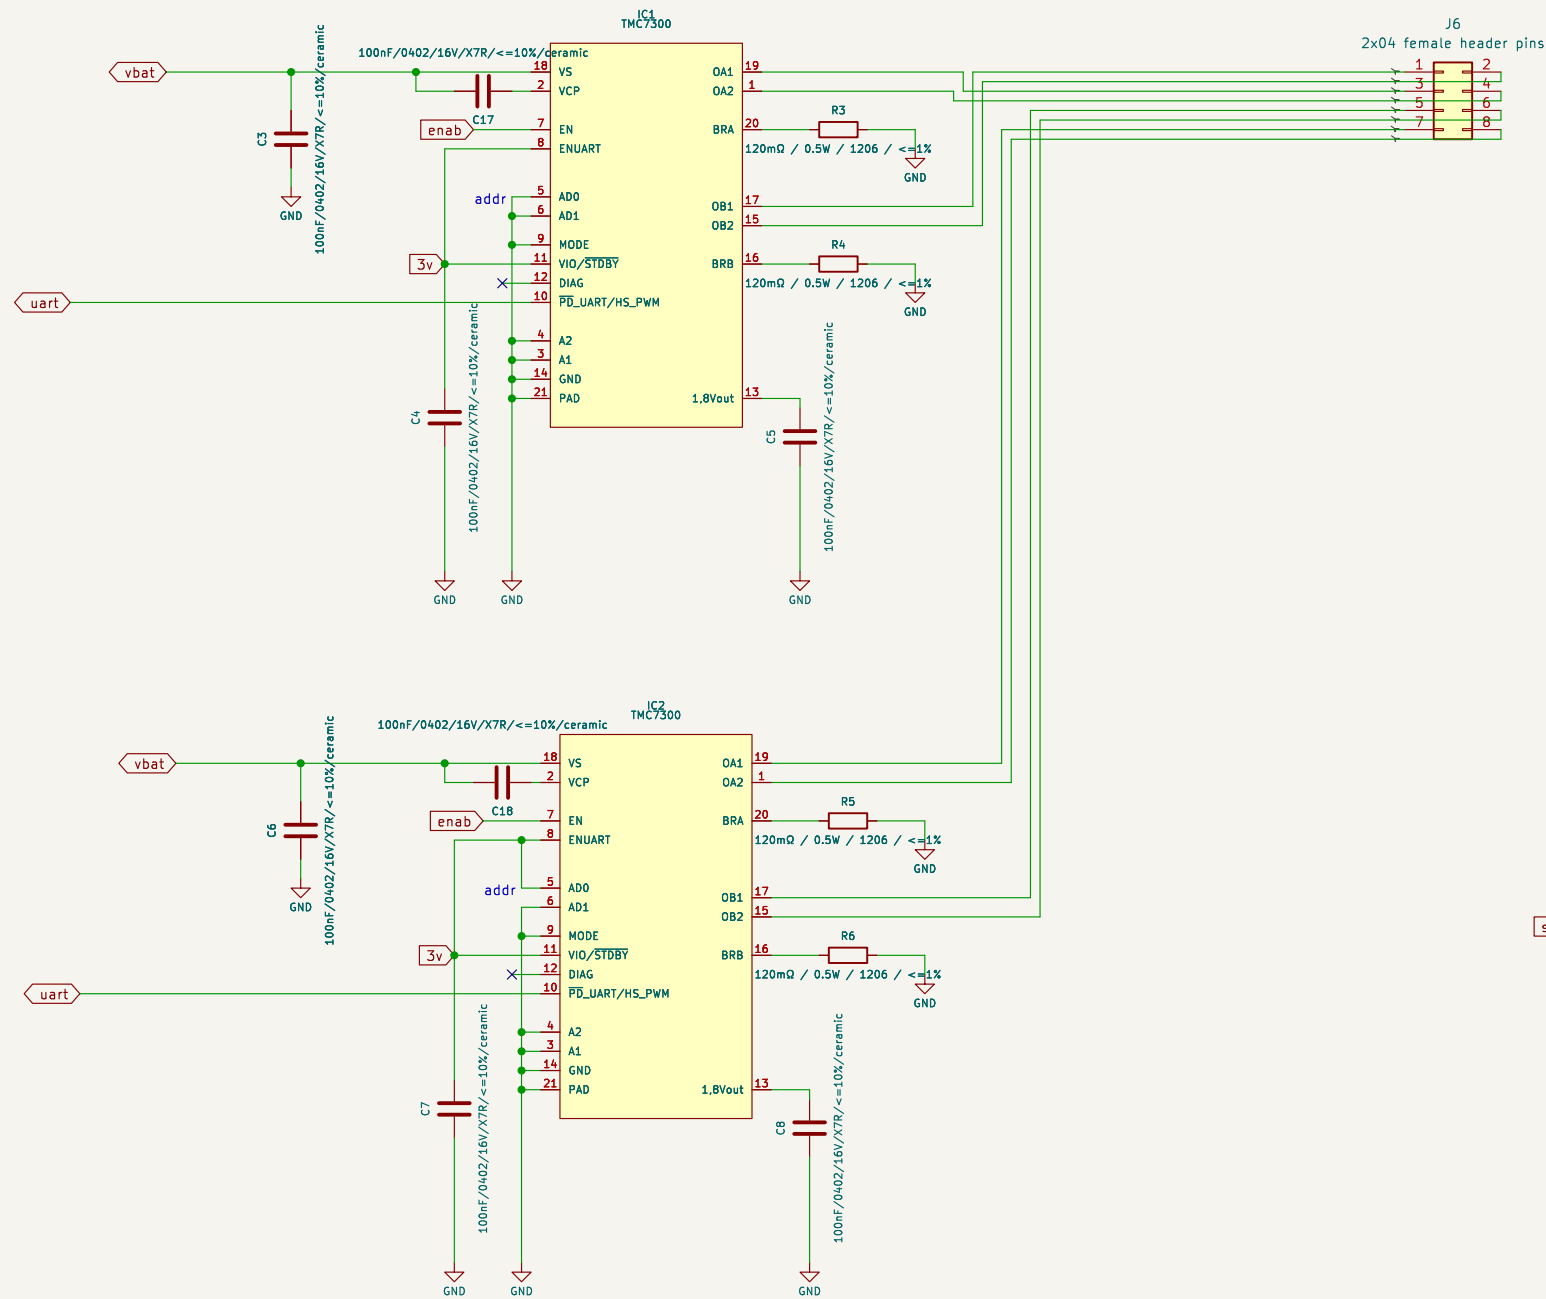 IC1
TMC7300
J6
2x04 female header pins
100nF/0402/16V/X7R/<=10%/ceramic
vbat
18 VS
2 VCP
C17
enab
7 EN
8 ENUART
addr
5 AD0
6 AD1
9 MODE
3v
11 VIO/STDBY
12 DIAG
uart
10 PD_UART/HS_PWM
4 A2
3 A1
14 GND
21 PAD
OA1 19
OA2 1
BRA 20
OB1 17
OB2 15
BRB 16
1,8Vout 13
C3
100nF/0402/16V/X7R/<=10%/ceramic
GND
R3
120mΩ / 0.5W / 1206 / <=1%
GND
R4
120mΩ / 0.5W / 1206 / <=1%
GND
1 2
3 4
5 6
7 8
C4
100nF/0402/16V/X7R/<=10%/ceramic
C5
100nF/0402/16V/X7R/<=10%/ceramic
GND
GND
GND
IC2
TMC7300
100nF/0402/16V/X7R/<=10%/ceramic
vbat
18 VS
2 VCP
C18
enab
7 EN
8 ENUART
addr
5 AD0
6 AD1
9 MODE
3v
11 VIO/STDBY
12 DIAG
uart
10 PD_UART/HS_PWM
4 A2
3 A1
14 GND
21 PAD
OA1 19
OA2 1
BRA 20
OB1 17
OB2 15
BRB 16
1,8Vout 13
C6
100nF/0402/16V/X7R/<=10%/ceramic
GND
R5
120mΩ / 0.5W / 1206 / <=1%
GND
R6
120mΩ / 0.5W / 1206 / <=1%
GND
C7
100nF/0402/16V/X7R/<=10%/ceramic
C8
100nF/0402/16V/X7R/<=10%/ceramic
GND
GND
GND